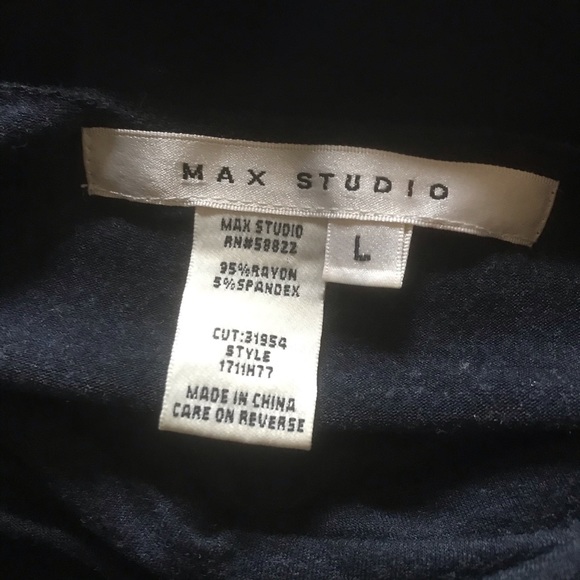 MAX STUDIO
L
MAX STUDIO
RN#58822
95%RAYON
5%SPANDEX
CUT:31954
STYLE
1711H77
MADE IN CHINA
CARE ON REVERSE